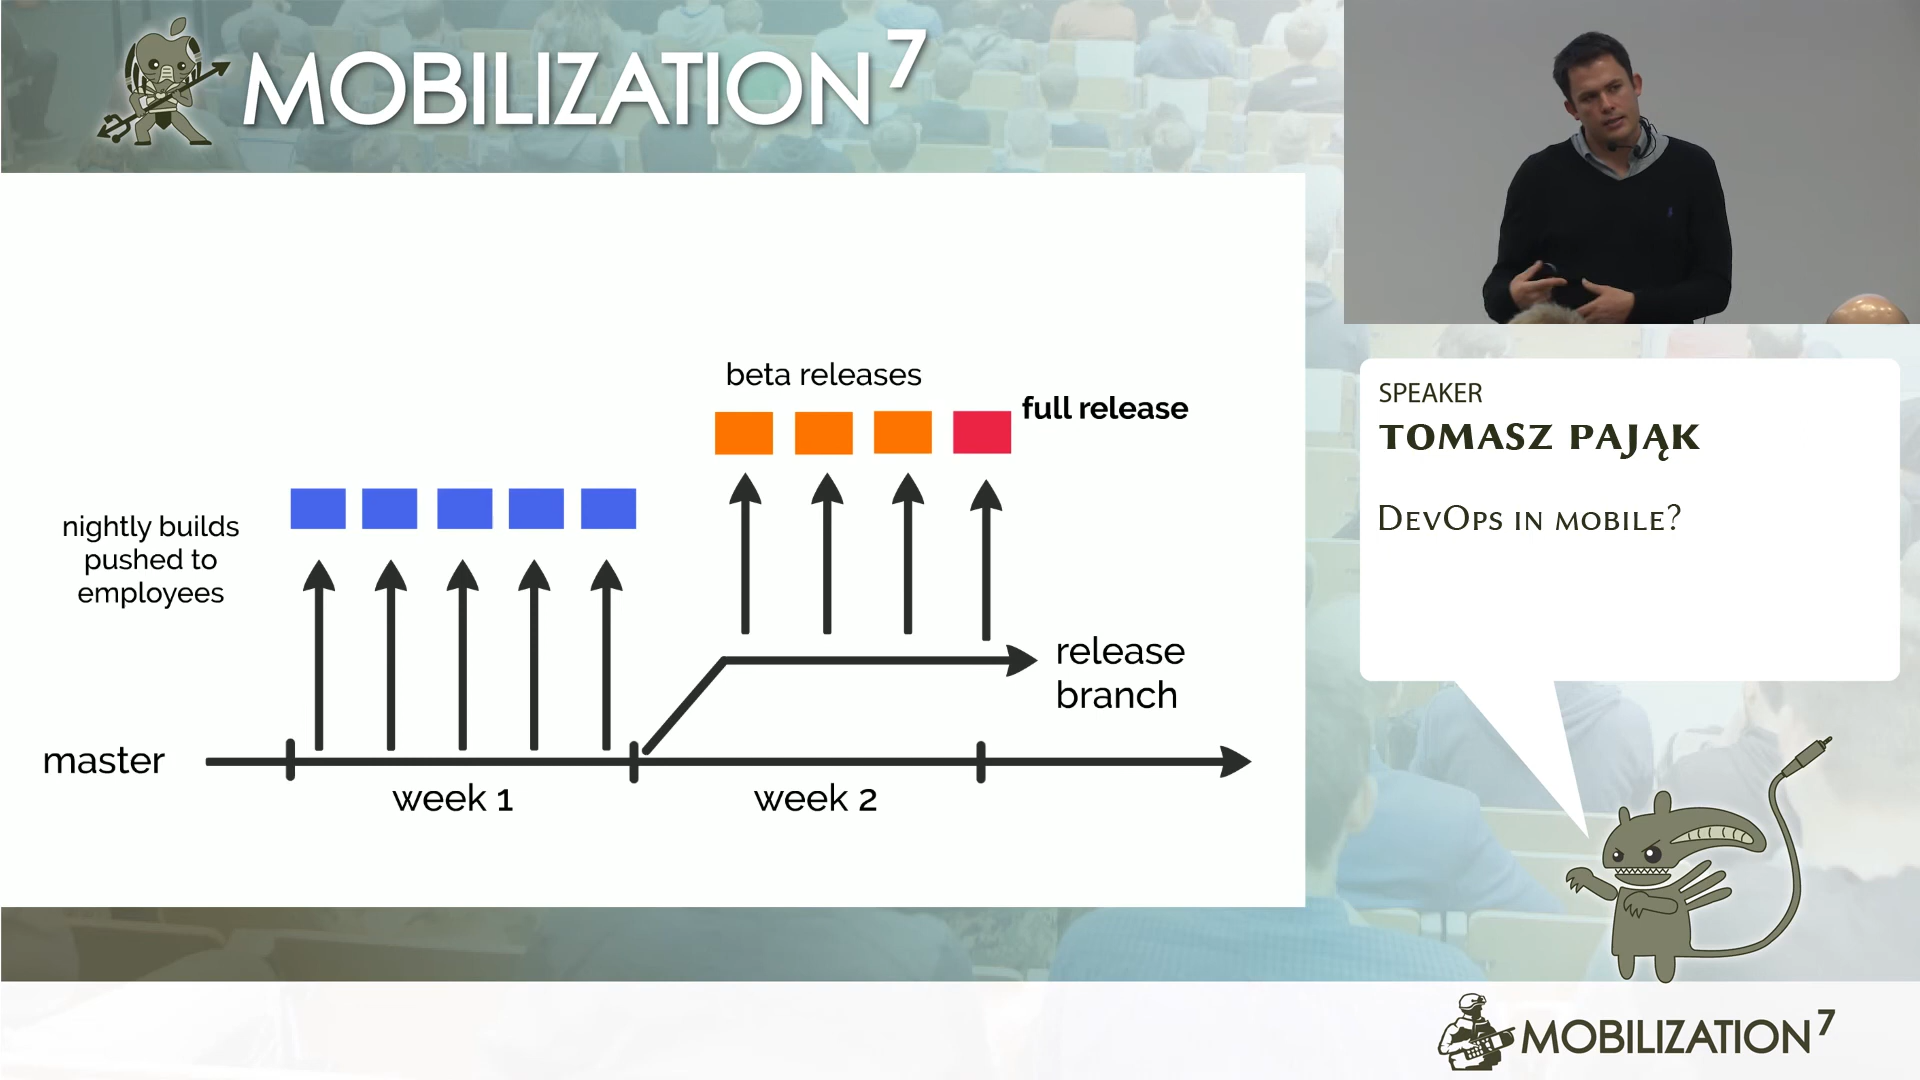 MOBILIZATION 7
beta releases
full release
nightly builds
pushed to
employees
release
branch
master
week 1
week 2
SPEAKER
TOMASZ PAJĄK
DEVOPS IN MOBILE?
MOBILIZATION 7